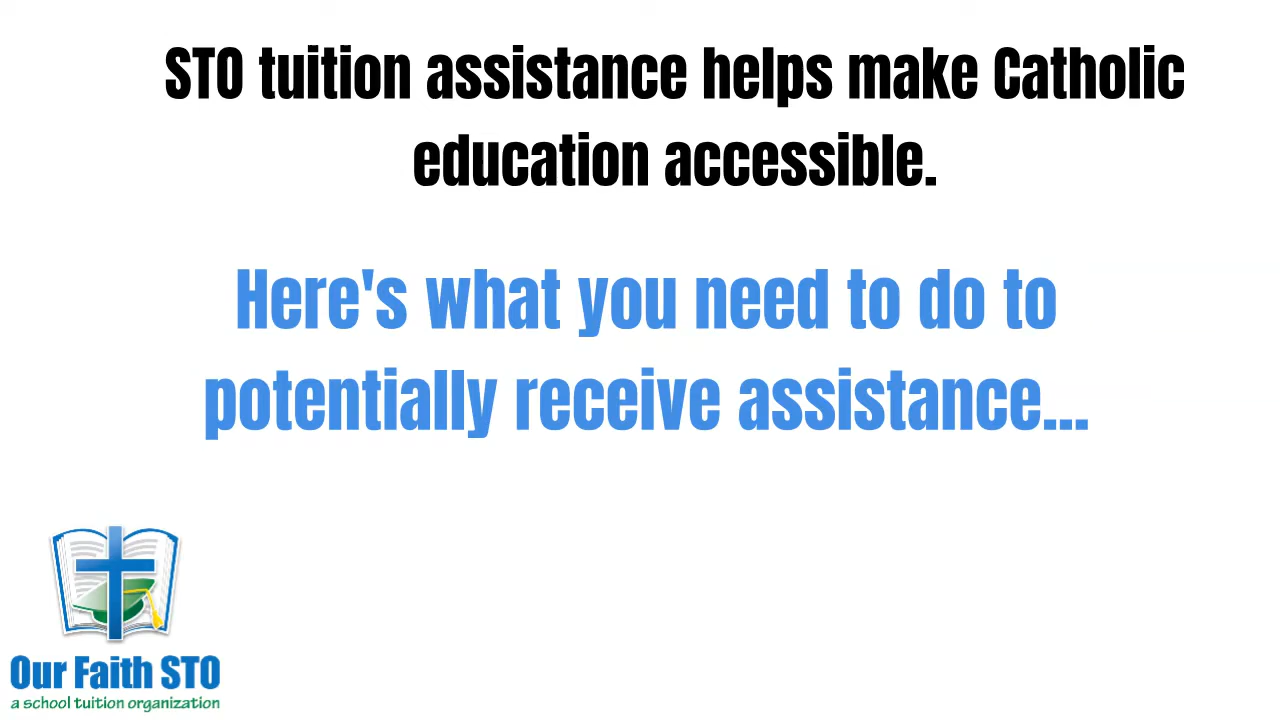 STO tuition assistance helps make Catholic
education accessible.
Here's what you need to do to
potentially receive assistance...
Our Faith STO
a school tuition organization